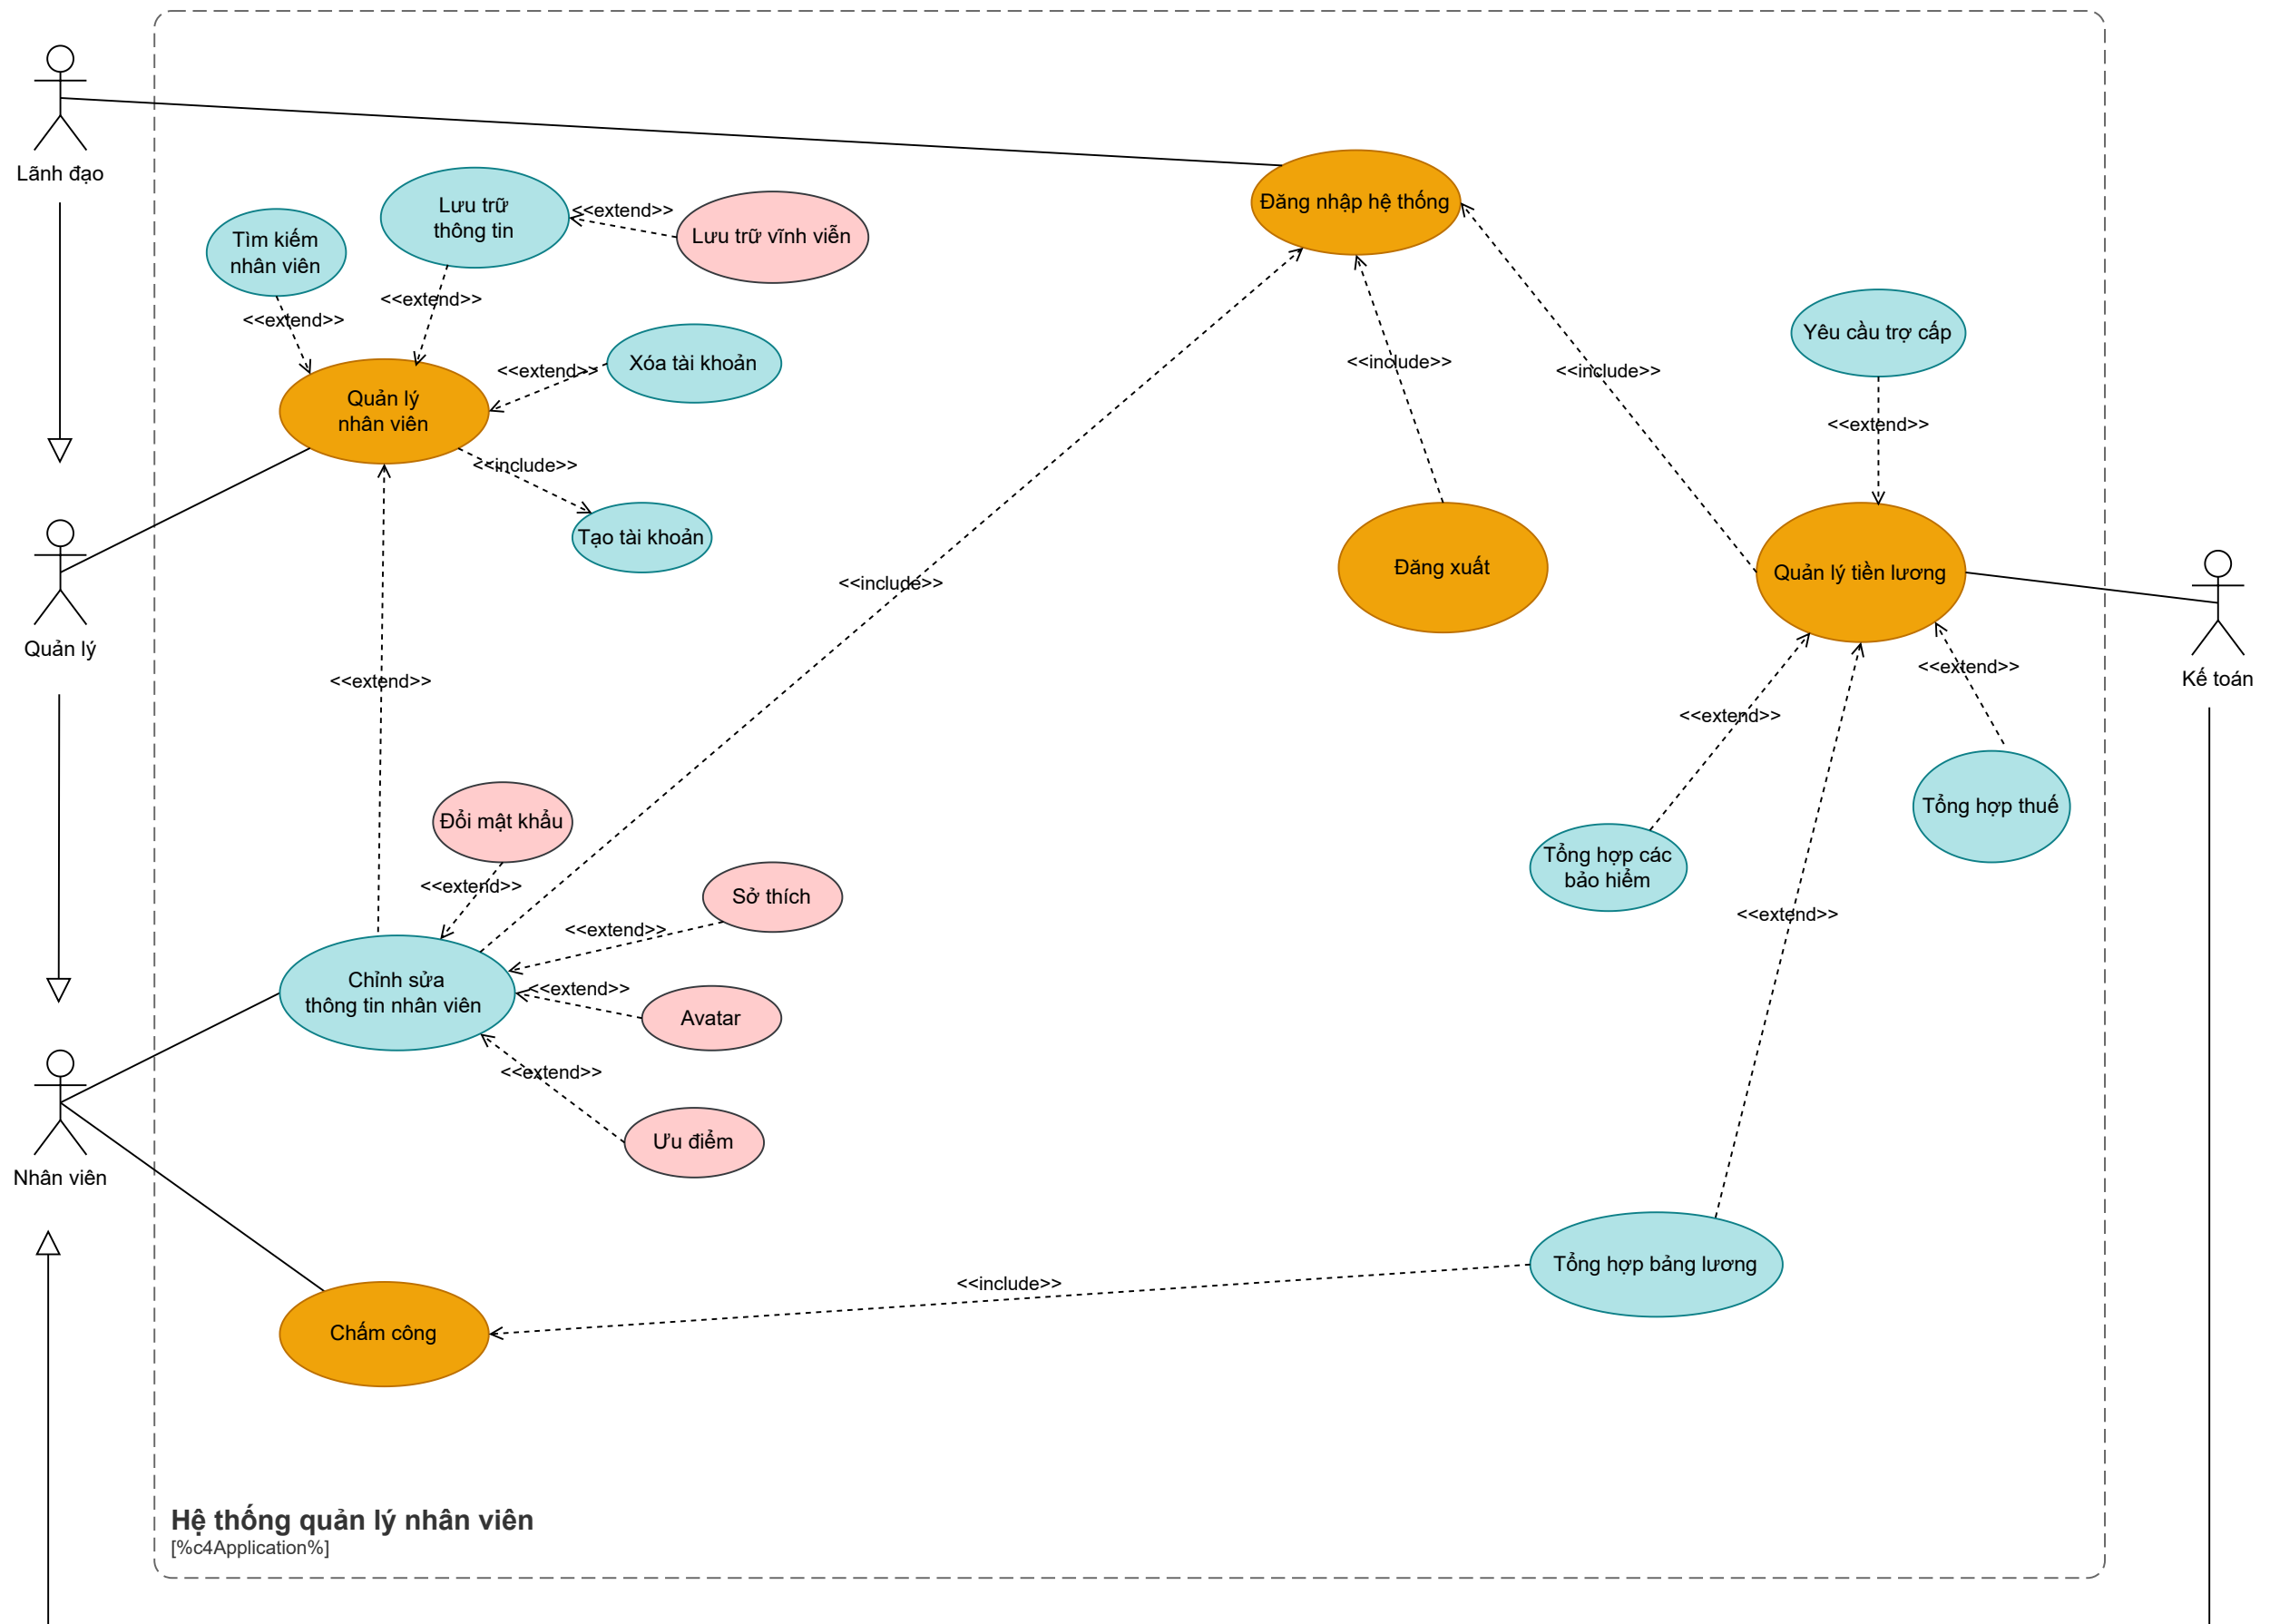 Lãnh đạo
Lưu trữ
thông tin
<<extend>>
Lưu trữ vĩnh viễn
Đăng nhập hệ thống
Tìm kiếm
nhân viên
<<extend>>
<<extend>>
Yêu cầu trợ cấp
Xóa tài khoản
<<extend>>
<<include>>
<<include>>
Quản lý
nhân viên
<<extend>>
<<include>>
Tạo tài khoản
Đăng xuất
Quản lý tiền lương
<<include>>
Quản lý
<<extend>>
<<extend>>
Kế toán
<<extend>>
Đổi mật khẩu
Tổng hợp thuế
Tổng hợp các
bảo hiểm
<<extend>>
Sở thích
<<extend>>
<<extend>>
Chỉnh sửa
thông tin nhân viên
<<extend>>
Avatar
<<extend>>
Ưu điểm
Nhân viên
Tổng hợp bảng lương
<<include>>
Chấm công
Hệ thống quản lý nhân viên
[%c4Application%]